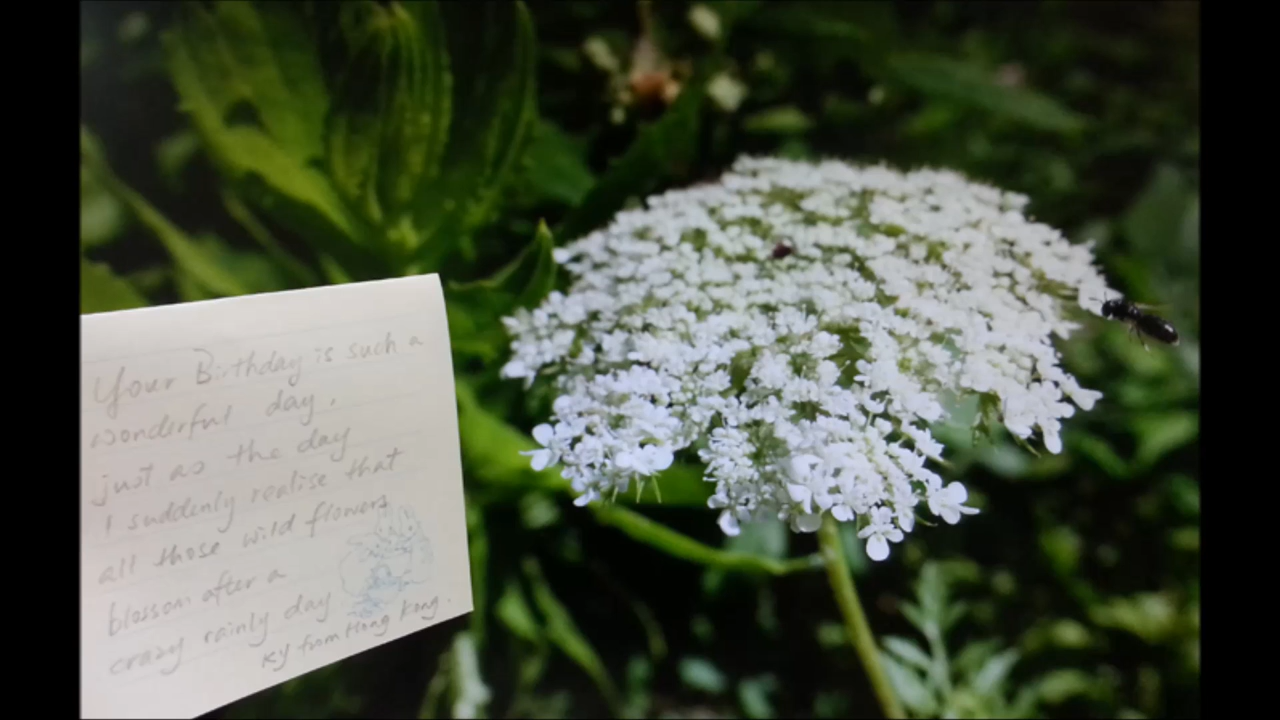 Your Birthday is such a
wonderful day.
just as the day
I suddenly realise that
all those wild flowers
blossom after a
crazy rainly day
Ky from Hong Kong.